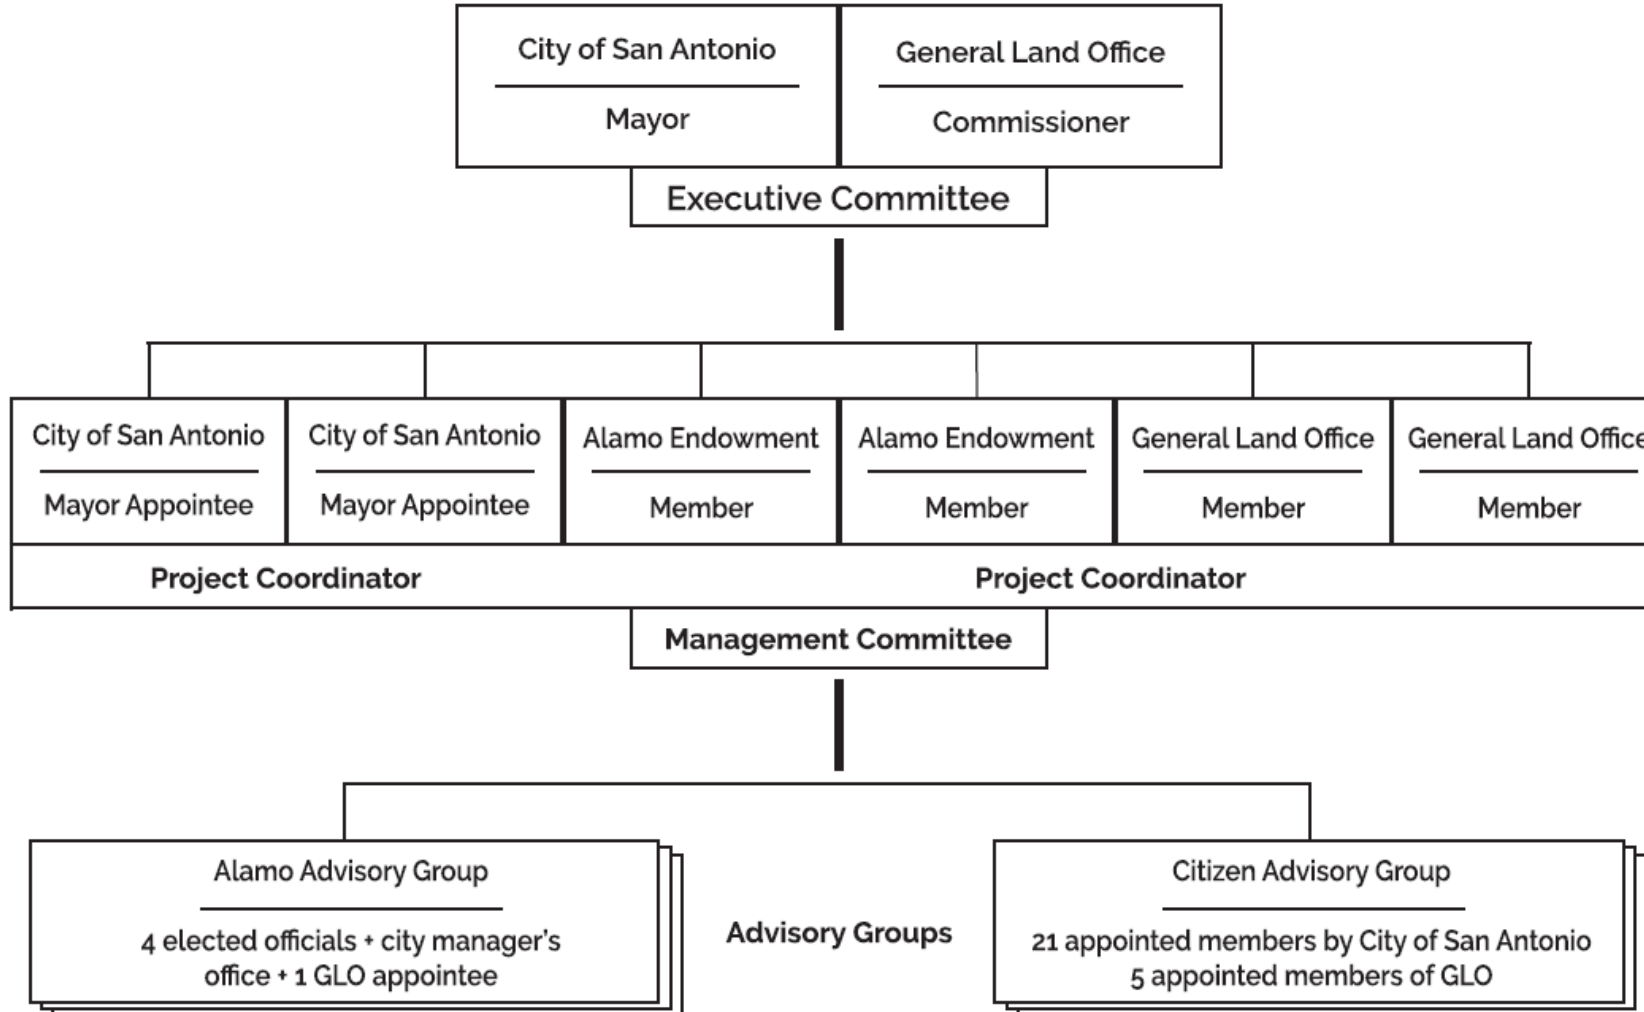 City of San Antonio
Mayor
General Land Office
Commissioner
Executive Committee
City of San Antonio
Mayor Appointee
City of San Antonio
Mayor Appointee
Alamo Endowment
Member
Alamo Endowment
Member
General Land Office
Member
General Land Office
Member
Project Coordinator
Project Coordinator
Management Committee
Alamo Advisory Group
4 elected officials + city manager's
office + 1 GLO appointee
Advisory Groups
Citizen Advisory Group
21 appointed members by City of San Antonio
5 appointed members of GLO